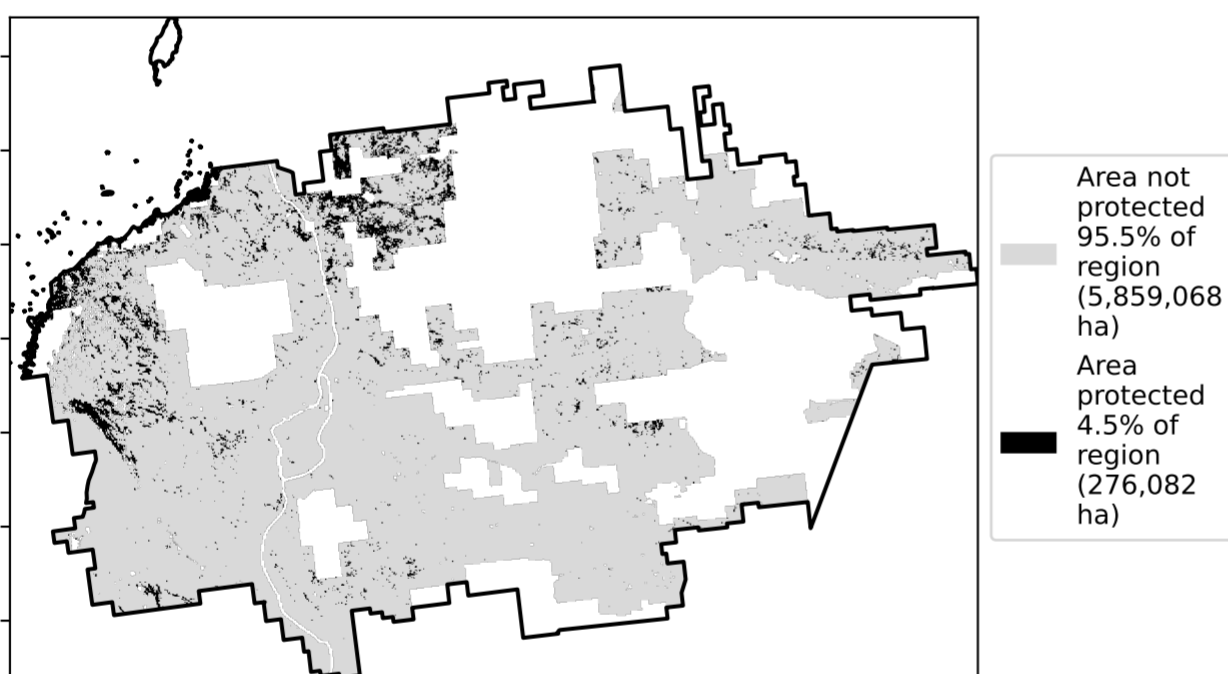 Area not
protected
95.5% of
region
(5,859,068
ha)
Area
protected
4.5% of
region
(276,082
ha)